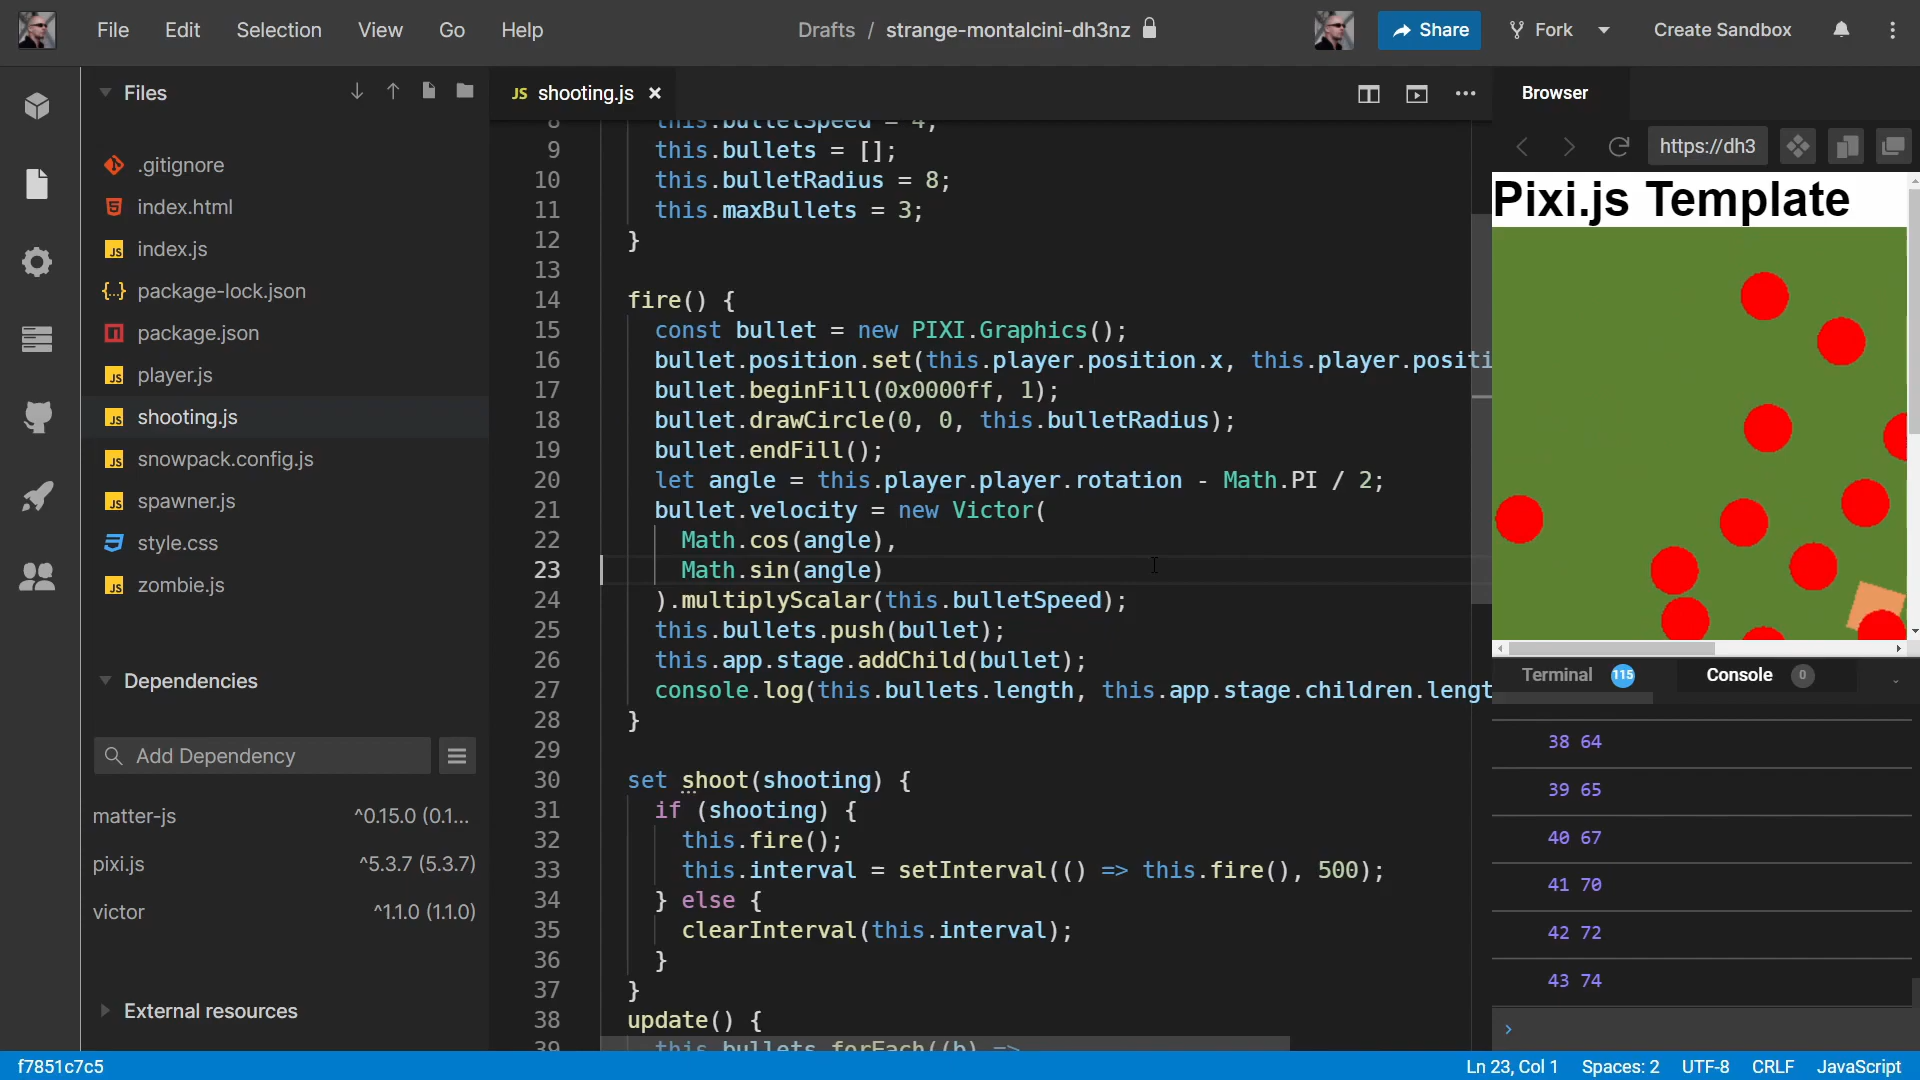 File Edit Selection View Go Help
Drafts / strange-montalcini-dh3nz
Share Fork Create Sandbox
Files
.gitignore
index.html
index.js
package-lock.json
package.json
player.js
shooting.js
snowpack.config.js
spawner.js
style.css
zombie.js
Dependencies
Add Dependency
matter-js ^0.15.0 (0.1...
pixi.js ^5.3.7 (5.3.7)
victor ^1.1.0 (1.1.0)
External resources
JS shooting.js
8 this.bulletSpeed = 4;
9 this.bullets = [];
10 this.bulletRadius = 8;
11 this.maxBullets = 3;
12 }
13
14 fire() {
15 const bullet = new PIXI.Graphics();
16 bullet.position.set(this.player.position.x, this.player.positi
17 bullet.beginFill(0x0000ff, 1);
18 bullet.drawCircle(0, 0, this.bulletRadius);
19 bullet.endFill();
20 let angle = this.player.player.rotation - Math.PI / 2;
21 bullet.velocity = new Victor(
22 Math.cos(angle),
23 Math.sin(angle)
24 ).multiplyScalar(this.bulletSpeed);
25 this.bullets.push(bullet);
26 this.app.stage.addChild(bullet);
27 console.log(this.bullets.length, this.app.stage.children.lengt
28 }
29
30 set shoot(shooting) {
31 if (shooting) {
32 this.fire();
33 this.interval = setInterval(() => this.fire(), 500);
34 } else {
35 clearInterval(this.interval);
36 }
37 }
38 update() {
39 this.bullets.forEach((b) =>
Browser
https://dh3
Pixi.js Template
Terminal 115 Console 0
38 64
39 65
40 67
41 70
42 72
43 74
f7851c7c5
Ln 23, Col 1 Spaces: 2 UTF-8 CRLF JavaScript